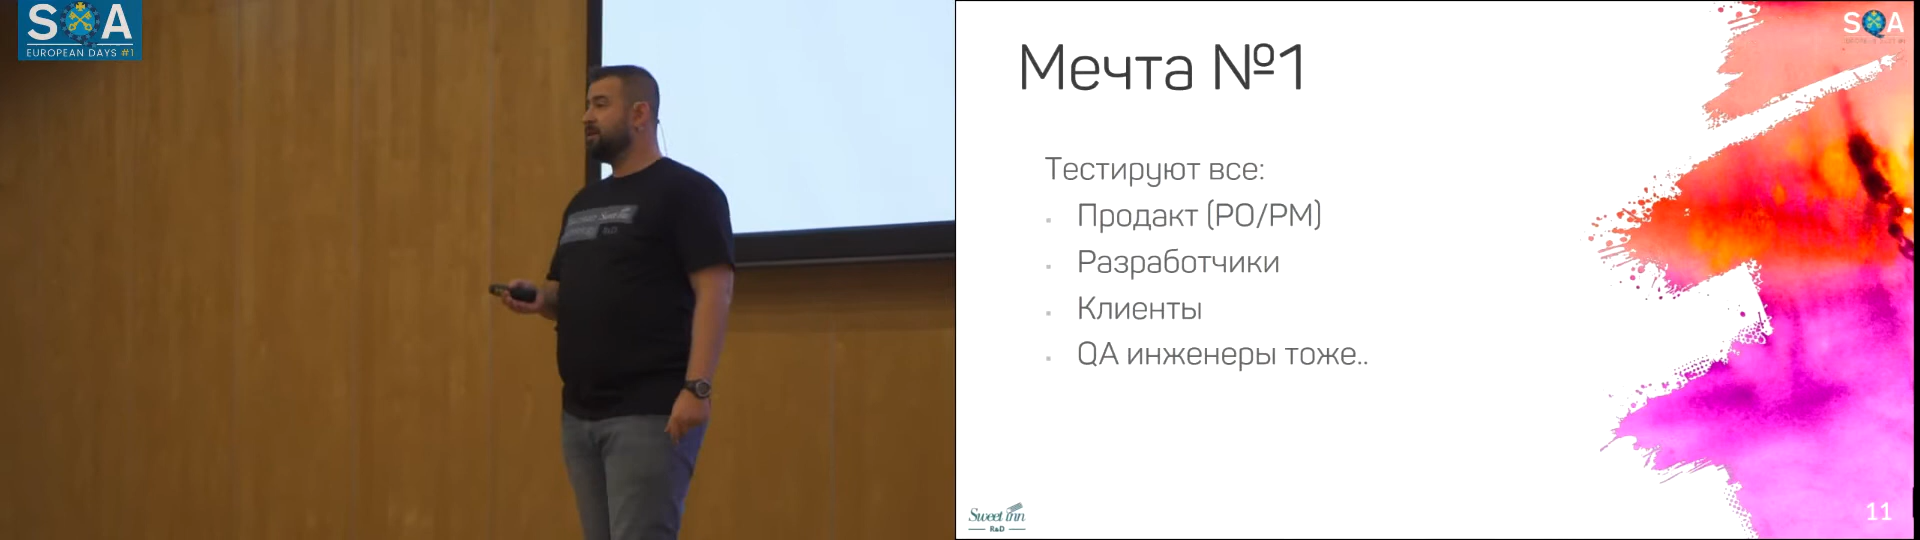 SQA
EUROPEAN DAYS #1
Мечта №1
SQA
Тестируют все:
Продакт (PO/PM)
Разработчики
Клиенты
QA инженеры тоже..
Sweet inn
R&D
11